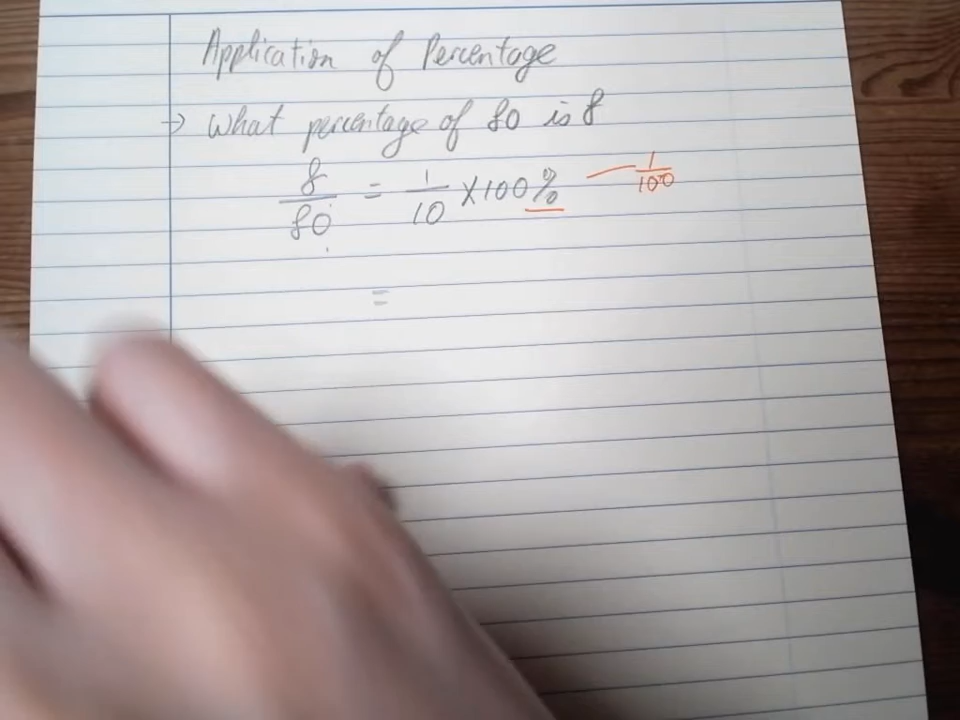 Application of Percentage
→ What percentage of 80 is 8
8/80 = 1/10 × 100% — 1/100
=